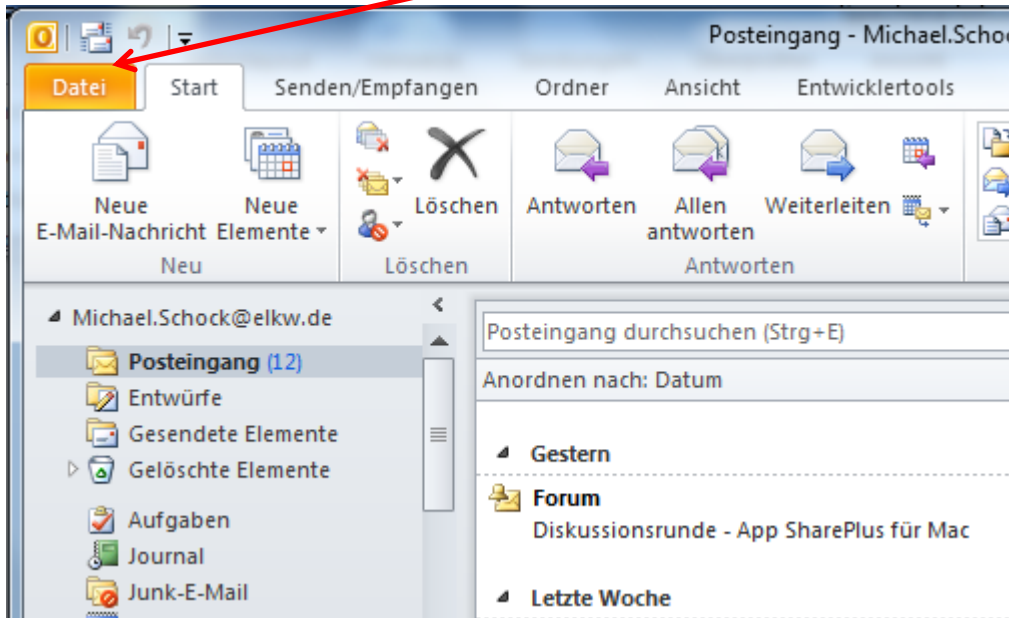 Posteingang - Michael.Schoc
Datei Start Senden/Empfangen Ordner Ansicht Entwicklertools
Neue E-Mail-Nachricht
Neue Elemente
Löschen
Antworten
Allen antworten
Weiterleiten
Neu
Löschen
Antworten
Michael.Schock@elkw.de
Posteingang (12)
Entwürfe
Gesendete Elemente
Gelöschte Elemente
Aufgaben
Journal
Junk-E-Mail
Posteingang durchsuchen (Strg+E)
Anordnen nach: Datum
Gestern
Forum
Diskussionsrunde - App SharePlus für Mac
Letzte Woche